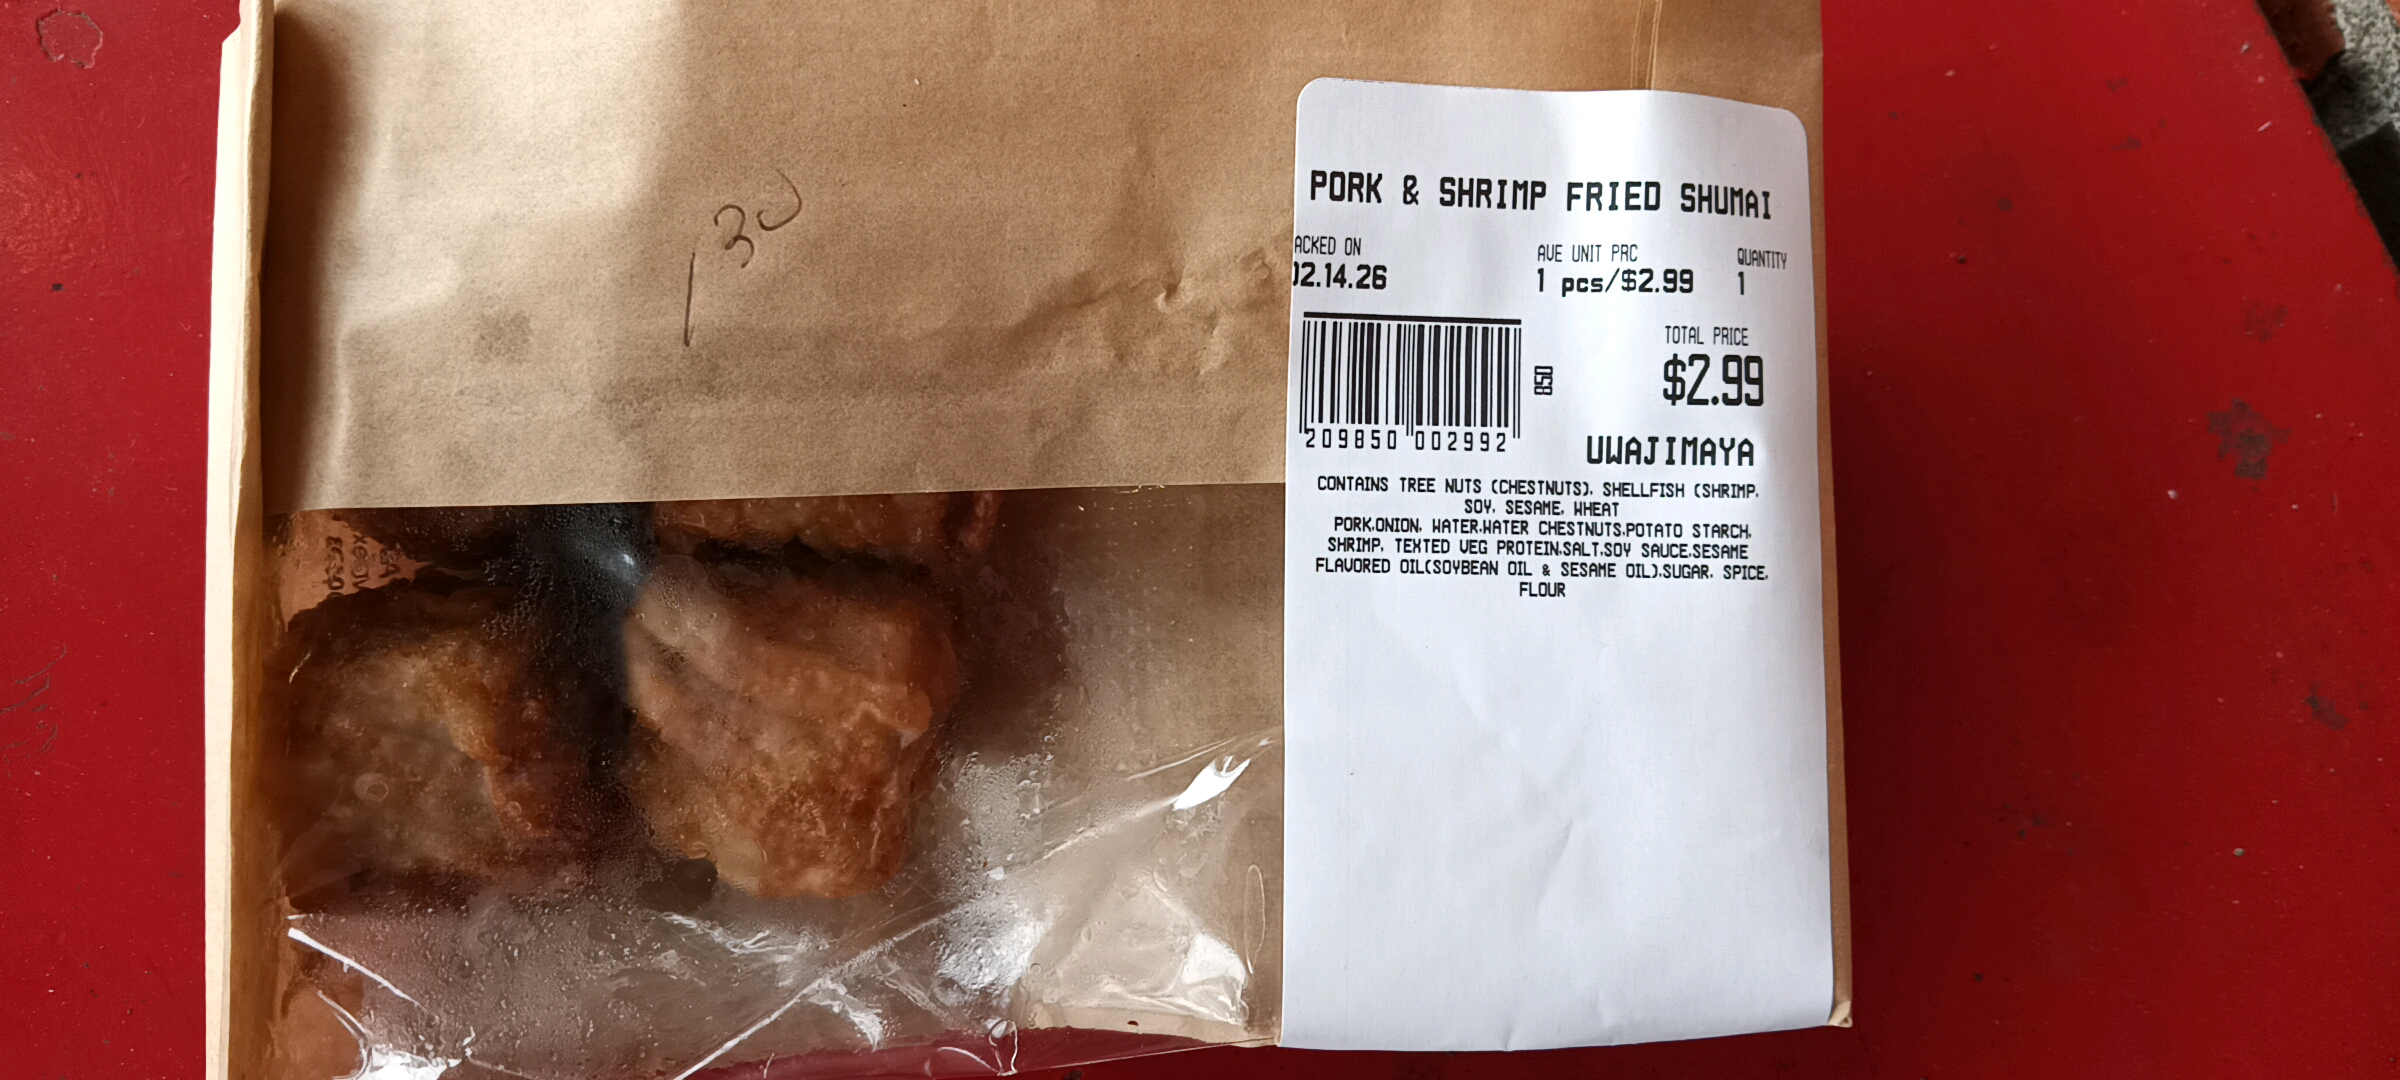 130
PORK & SHRIMP FRIED SHUMAI
ACKED ON
02.14.26
AVE UNIT PRC
1 pcs/$2.99
QUANTITY
1
TOTAL PRICE
$2.99
209850 002992
UWAJIMAYA
CONTAINS TREE NUTS (CHESTNUTS), SHELLFISH (SHRIMP,
SOY, SESAME, WHEAT
PORK,ONION, WATER,WATER CHESTNUTS,POTATO STARCH,
SHRIMP, TEXTED VEG PROTEIN,SALT,SOY SAUCE,SESAME
FLAVORED OIL(SOYBEAN OIL & SESAME OIL),SUGAR, SPICE,
FLOUR